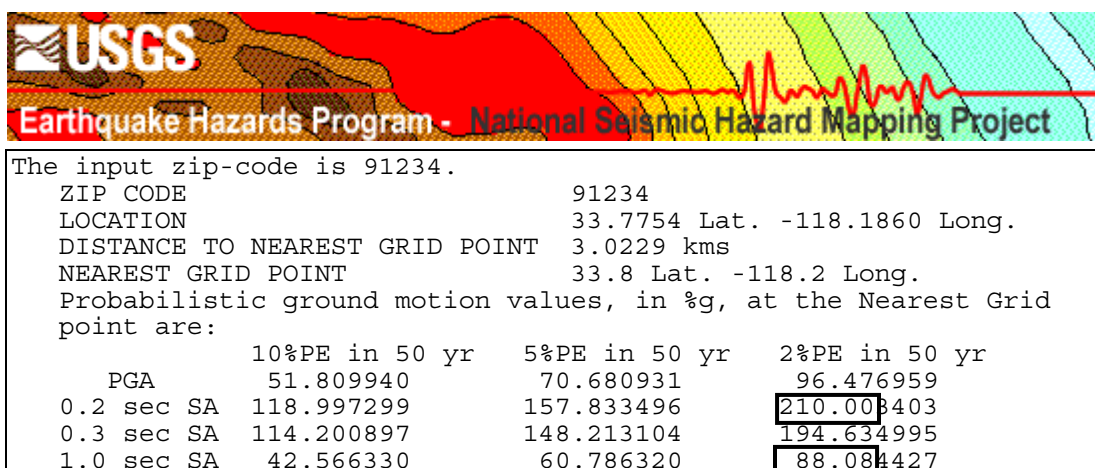 USGS
Earthquake Hazards Program - National Seismic Hazard Mapping Project
The input zip-code is 91234.
ZIP CODE 91234
LOCATION 33.7754 Lat. -118.1860 Long.
DISTANCE TO NEAREST GRID POINT 3.0229 kms
NEAREST GRID POINT 33.8 Lat. -118.2 Long.
Probabilistic ground motion values, in %g, at the Nearest Grid
point are:
10%PE in 50 yr 5%PE in 50 yr 2%PE in 50 yr
PGA 51.809940 70.680931 96.476959
0.2 sec SA 118.997299 157.833496 210.003403
0.3 sec SA 114.200897 148.213104 194.634995
1.0 sec SA 42.566330 60.786320 88.084427